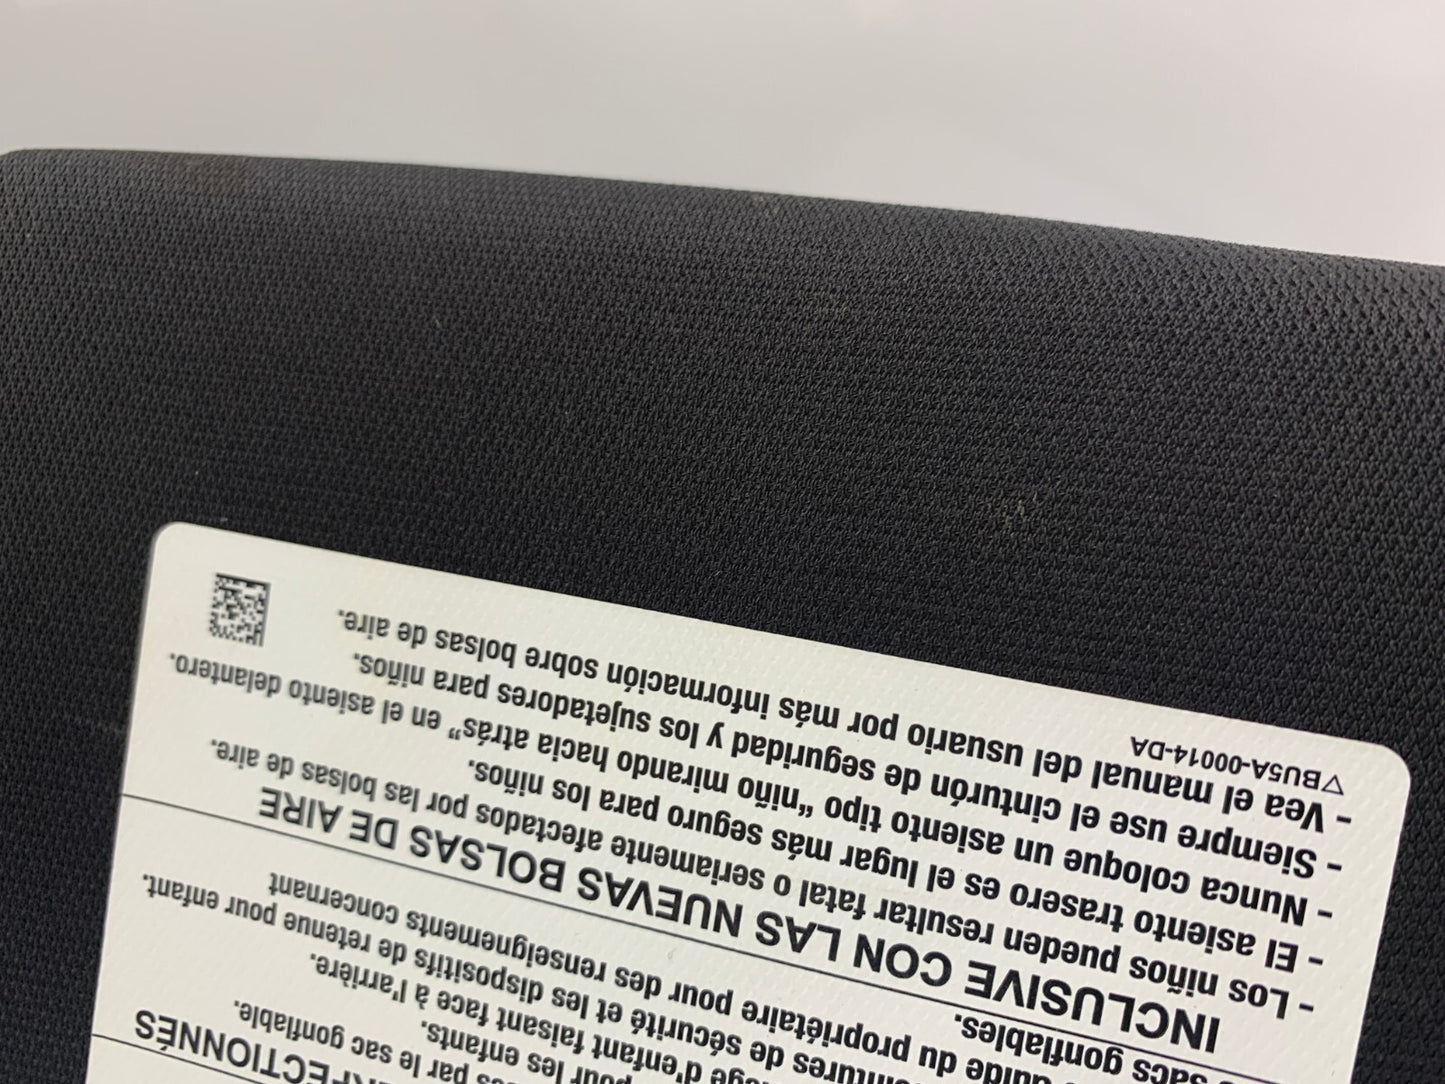 ERFECTIONNÉS
es par le sac gonflable.
pour les enfants.
ège d'enfant faisant face à l'arrière.
eintures de sécurité et les dispositifs de retenue pour enfant.
guide du propriétaire pour des renseignements concernant
s sacs gonflables.
INCLUSIVE CON LAS NUEVAS BOLSAS DE AIRE
- Los niños pueden resultar fatal o seriamente afectados por las bolsas de aire.
- El asiento trasero es el lugar más seguro para los niños.
- Nunca coloque un asiento tipo "niño mirando hacia atrás" en el asiento delantero.
- Siempre use el cinturón de seguridad y los sujetadores para niños.
- Vea el manual del usuario por más información sobre bolsas de aire.
▽BU5A-00014-DA